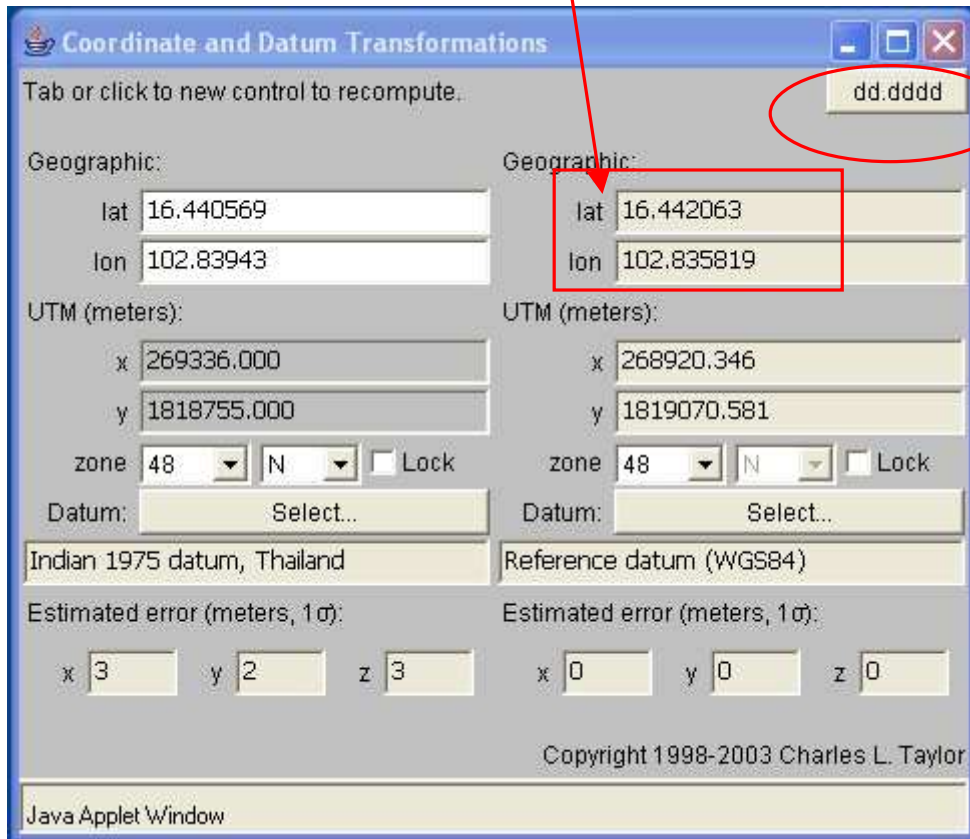 Coordinate and Datum Transformations
Tab or click to new control to recompute.
dd.dddd
Geographic:
lat 16.440569
lon 102.83943
UTM (meters):
x 269336.000
y 1818755.000
zone 48 N Lock
Datum: Select...
Indian 1975 datum, Thailand
Estimated error (meters, 1σ):
x 3 y 2 z 3
Geographic:
lat 16.442063
lon 102.835819
UTM (meters):
x 268920.346
y 1819070.581
zone 48 N Lock
Datum: Select...
Reference datum (WGS84)
Estimated error (meters, 1σ):
x 0 y 0 z 0
Copyright 1998-2003 Charles L. Taylor
Java Applet Window